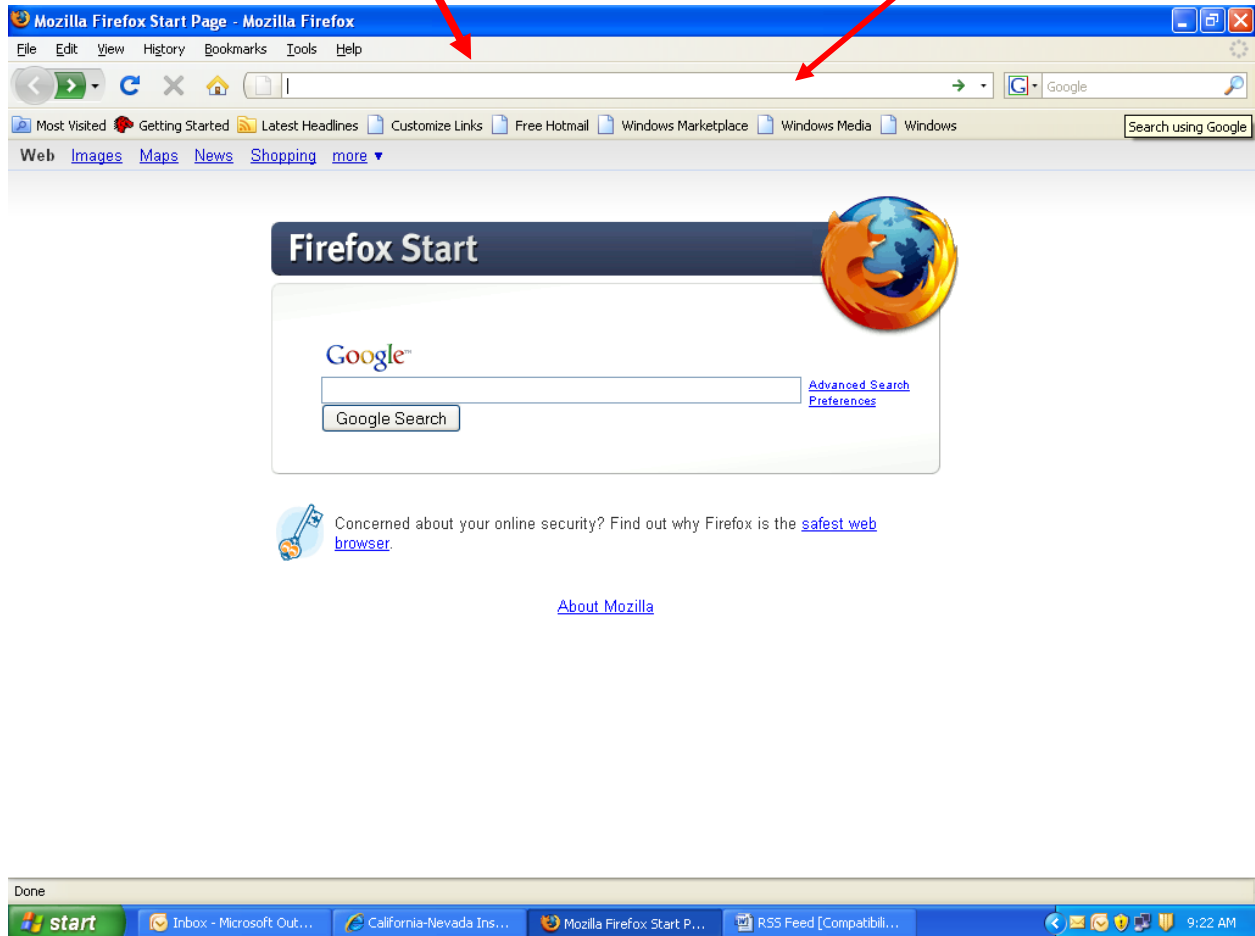 Mozilla Firefox Start Page - Mozilla Firefox
File Edit View History Bookmarks Tools Help
G Google
Most Visited Getting Started Latest Headlines Customize Links Free Hotmail Windows Marketplace Windows Media Windows
Search using Google
Web Images Maps News Shopping more ▼
Firefox Start
Google™
Advanced Search
Preferences
Google Search
Concerned about your online security? Find out why Firefox is the safest web
browser.
About Mozilla
Done
start Inbox - Microsoft Out... California-Nevada Ins... Mozilla Firefox Start P... RSS Feed [Compatibili... 9:22 AM